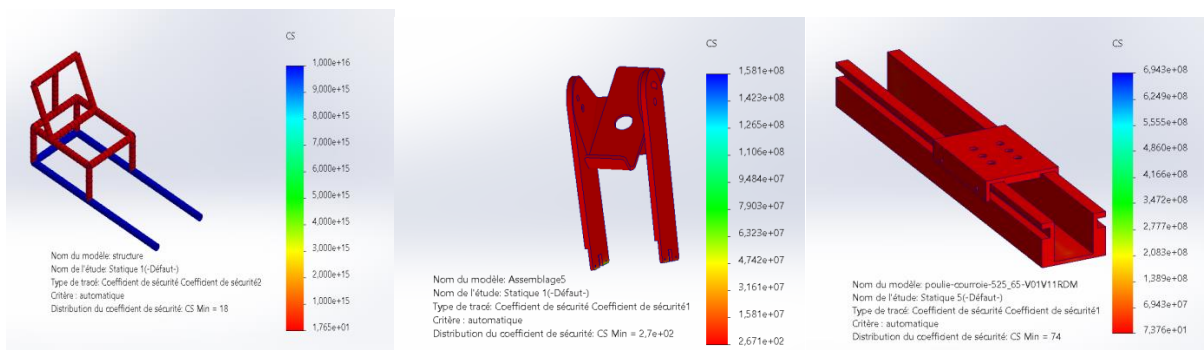 CS
1,000e+16
9,000e+15
8,000e+15
7,000e+15
6,000e+15
5,000e+15
4,000e+15
3,000e+15
2,000e+15
1,000e+15
1,765e+01
Nom du modèle: structure
Nom de l'étude: Statique 1(-Défaut-)
Type de tracé: Coefficient de sécurité Coefficient de sécurité2
Critère : automatique
Distribution du coefficient de sécurité: CS Min = 18
CS
1,581e+08
1,423e+08
1,265e+08
1,106e+08
9,484e+07
7,903e+07
6,323e+07
4,742e+07
3,161e+07
1,581e+07
2,671e+02
Nom du modèle: Assemblage5
Nom de l'étude: Statique 1(-Défaut-)
Type de tracé: Coefficient de sécurité Coefficient de sécurité1
Critère : automatique
Distribution du coefficient de sécurité: CS Min = 2,7e+02
CS
6,943e+08
6,249e+08
5,555e+08
4,860e+08
4,166e+08
3,472e+08
2,777e+08
2,083e+08
1,389e+08
6,943e+07
7,376e+01
Nom du modèle: poulie-courroie-525_65-V01V11RDM
Nom de l'étude: Statique 5(-Défaut-)
Type de tracé: Coefficient de sécurité Coefficient de sécurité1
Critère : automatique
Distribution du coefficient de sécurité: CS Min = 74